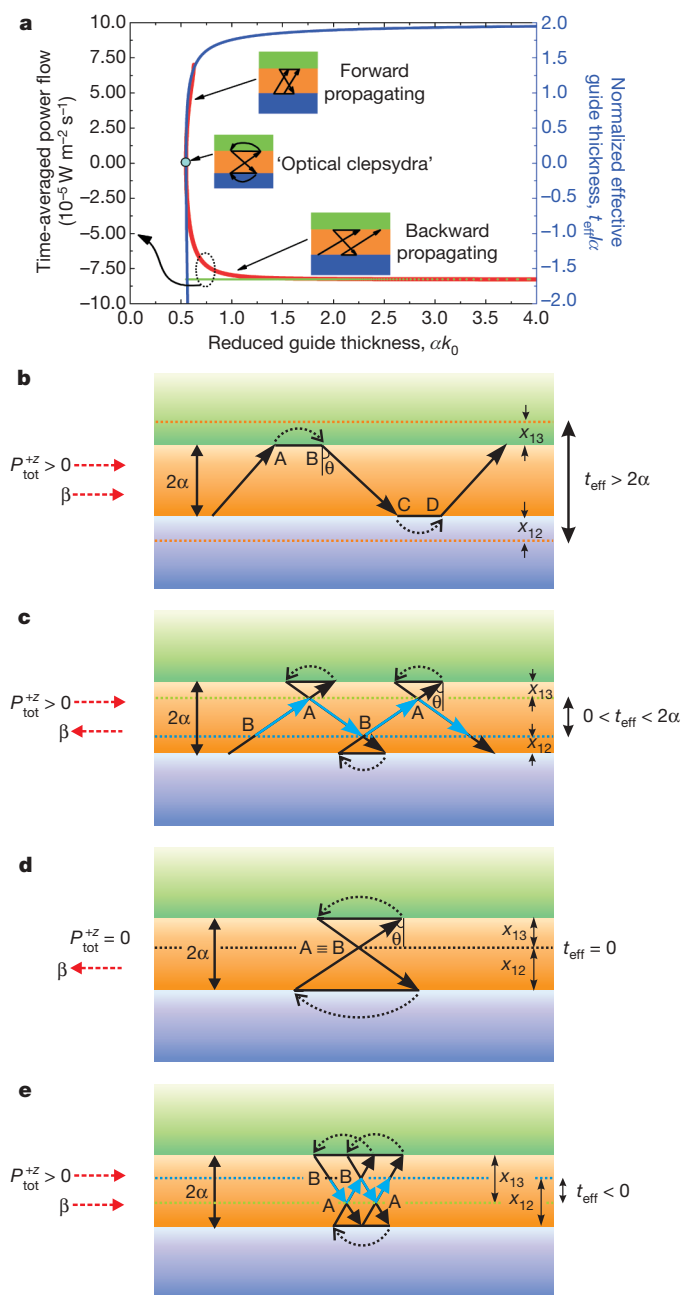 a
10.00
7.50
5.00
2.50
0.00
−2.50
−5.00
−7.50
−10.0
Time-averaged power flow
(10⁻⁵ W m⁻² s⁻¹)
2.0
1.5
1.0
0.5
0.0
−0.5
−1.0
−1.5
−2.0
Normalized effective
guide thickness, t_eff/α
Forward
propagating
'Optical clepsydra'
Backward
propagating
0.0 0.5 1.0 1.5 2.0 2.5 3.0 3.5 4.0
Reduced guide thickness, αk₀
b
P_tot^{+z} > 0
β
2α
A B θ
C D
x₁₃
x₁₂
t_eff > 2α
c
P_tot^{+z} > 0
β
2α
B A B A θ
x₁₃
x₁₂
0 < t_eff < 2α
d
P_tot^{+z} = 0
β
2α
A ≡ B
θ
x₁₃
x₁₂
t_eff = 0
e
P_tot^{+z} > 0
β
2α
B B
A A
x₁₃
x₁₂
t_eff < 0